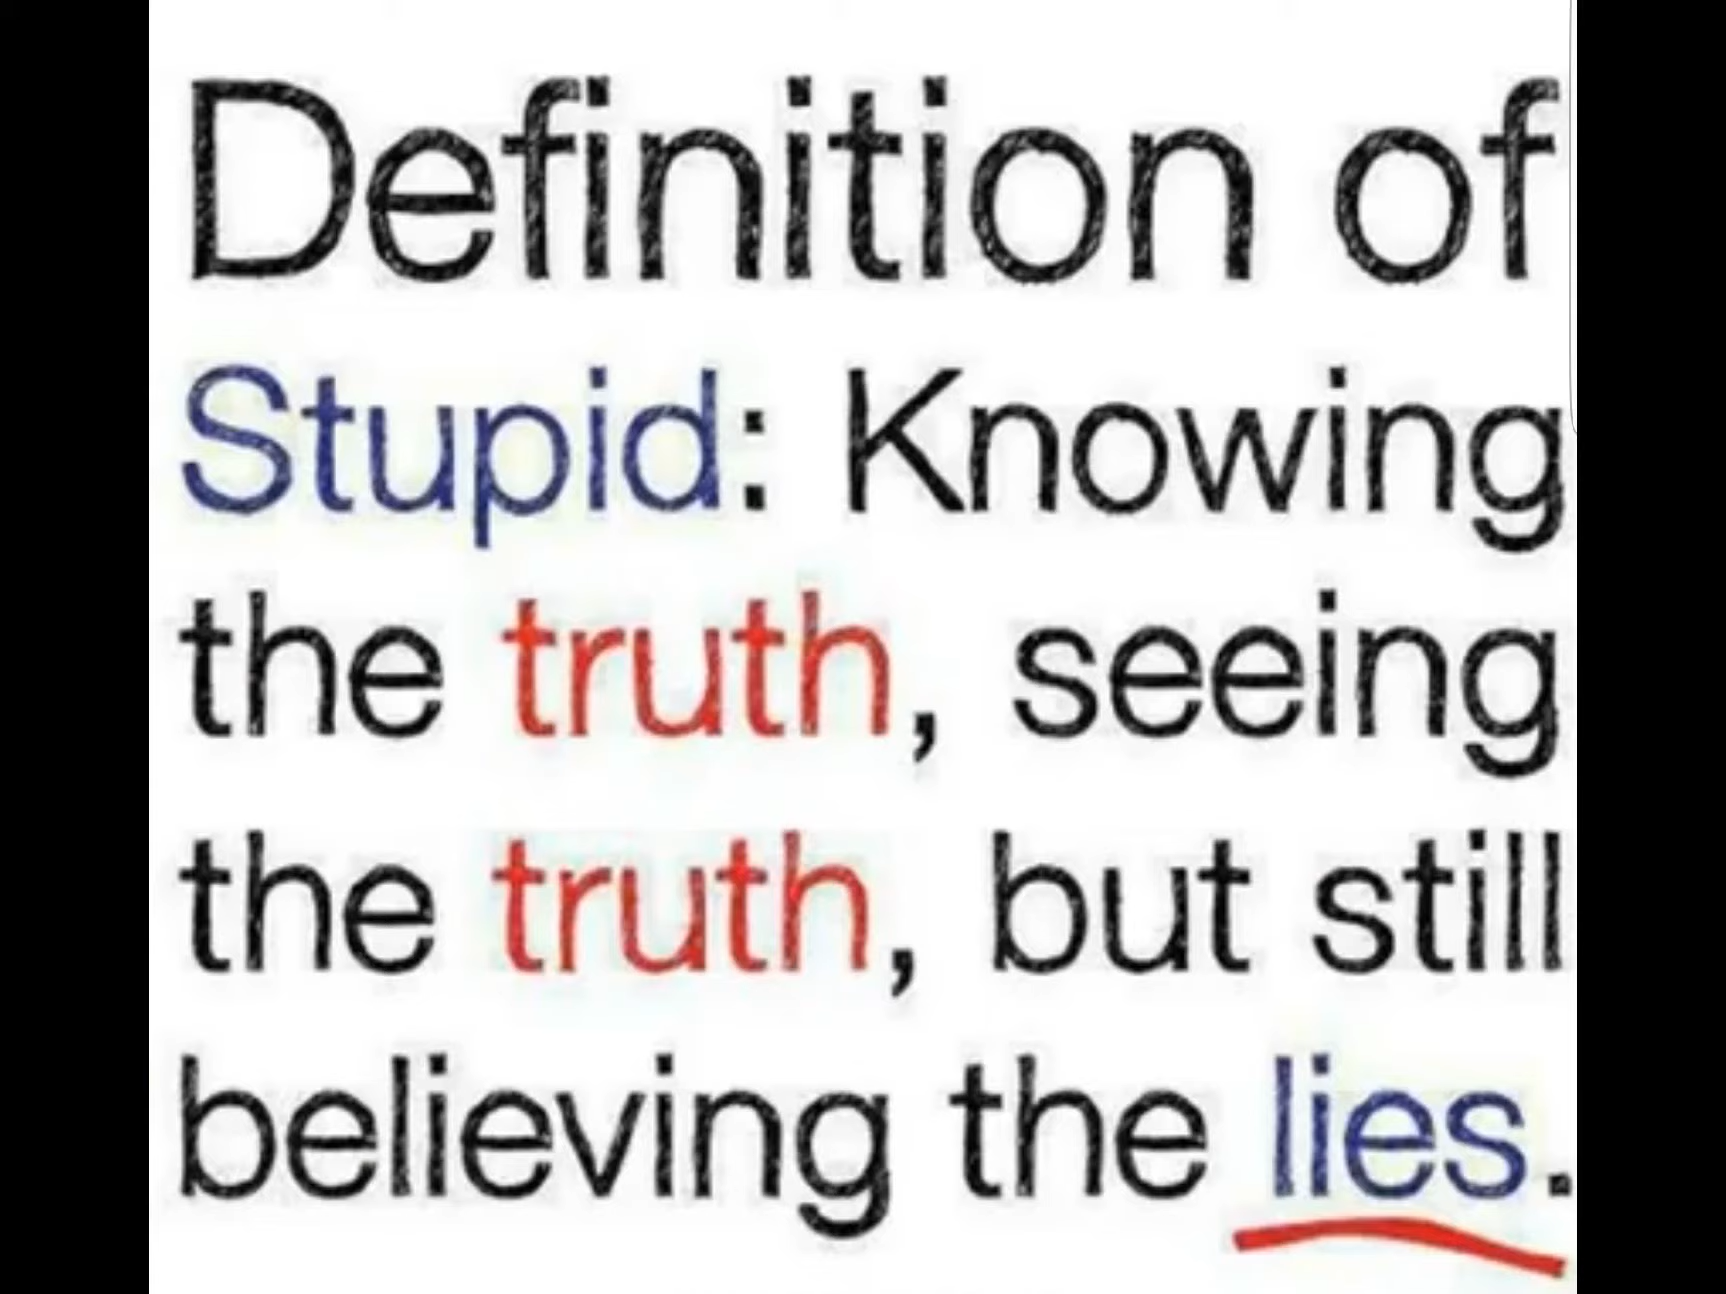 Definition of
Stupid: Knowing
the truth, seeing
the truth, but still
believing the lies.